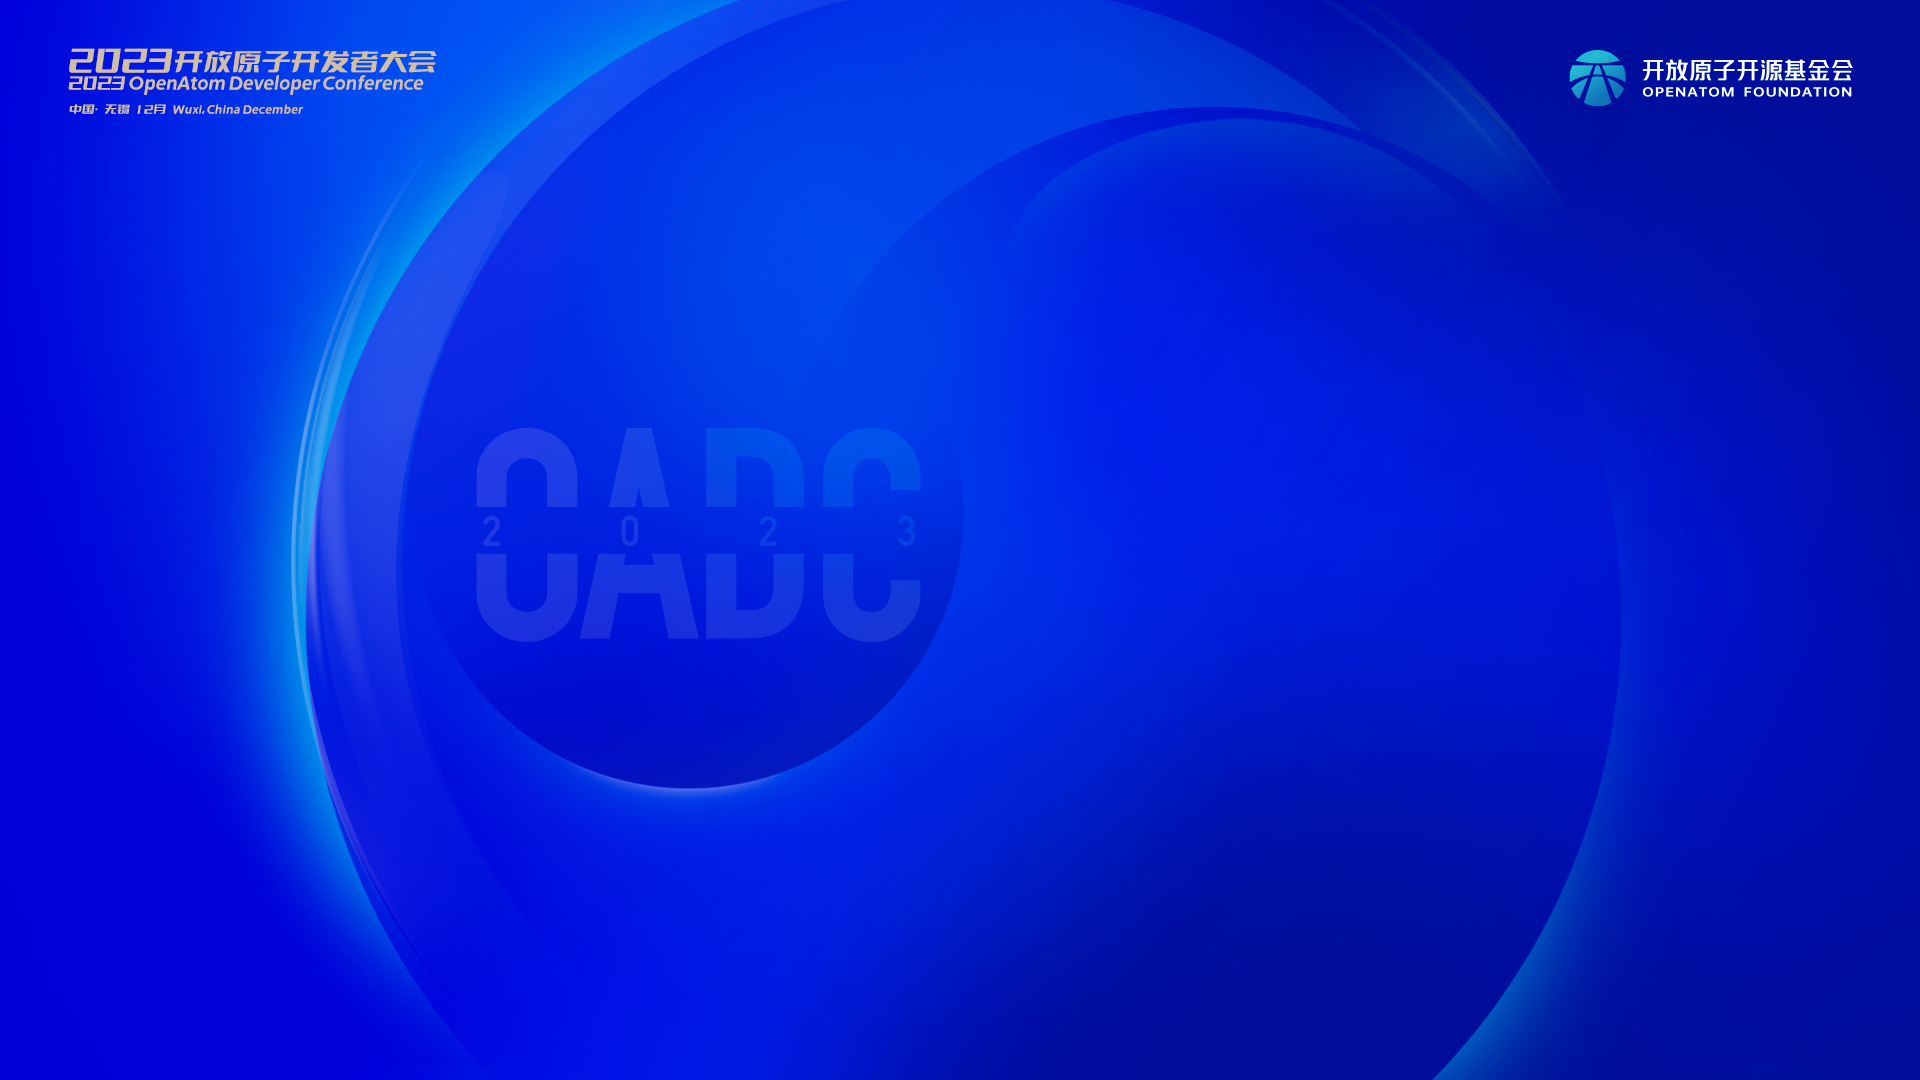 2023开放原子开发者大会
2023 OpenAtom Developer Conference
中国·无锡 12月 Wuxi, China December
开放原子开源基金会
OPENATOM FOUNDATION
OADC
2 0 2 3